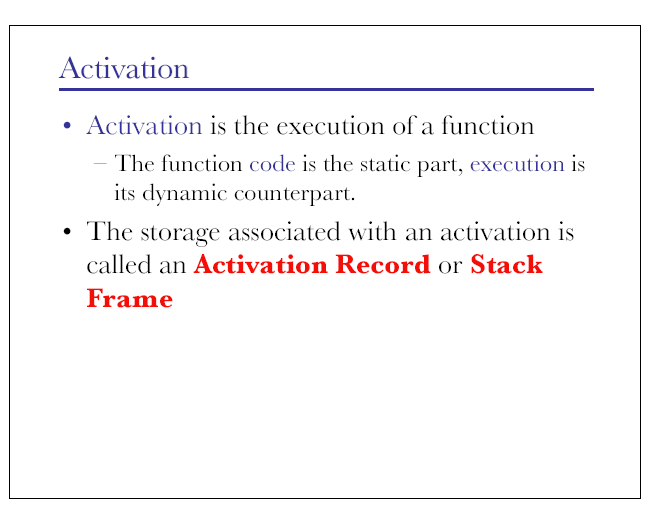 Activation
• Activation is the execution of a function
– The function code is the static part, execution is
its dynamic counterpart.
• The storage associated with an activation is
called an Activation Record or Stack
Frame